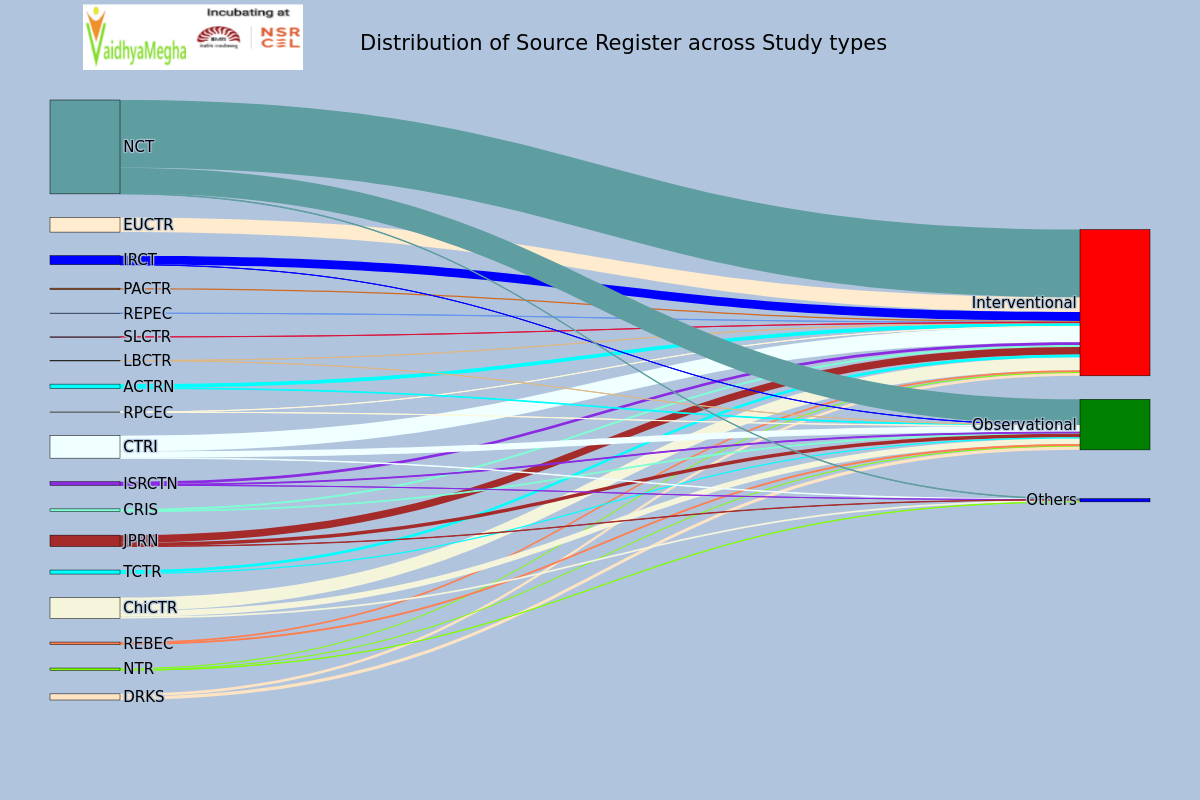 Incubating at
VaidhyaMegha
NSR
CEL
Distribution of Source Register across Study types
NCT
EUCTR
IRCT
PACTR
REPEC
SLCTR
LBCTR
ACTRN
RPCEC
CTRI
ISRCTN
CRIS
JPRN
TCTR
ChiCTR
REBEC
NTR
DRKS
Interventional
Observational
Others